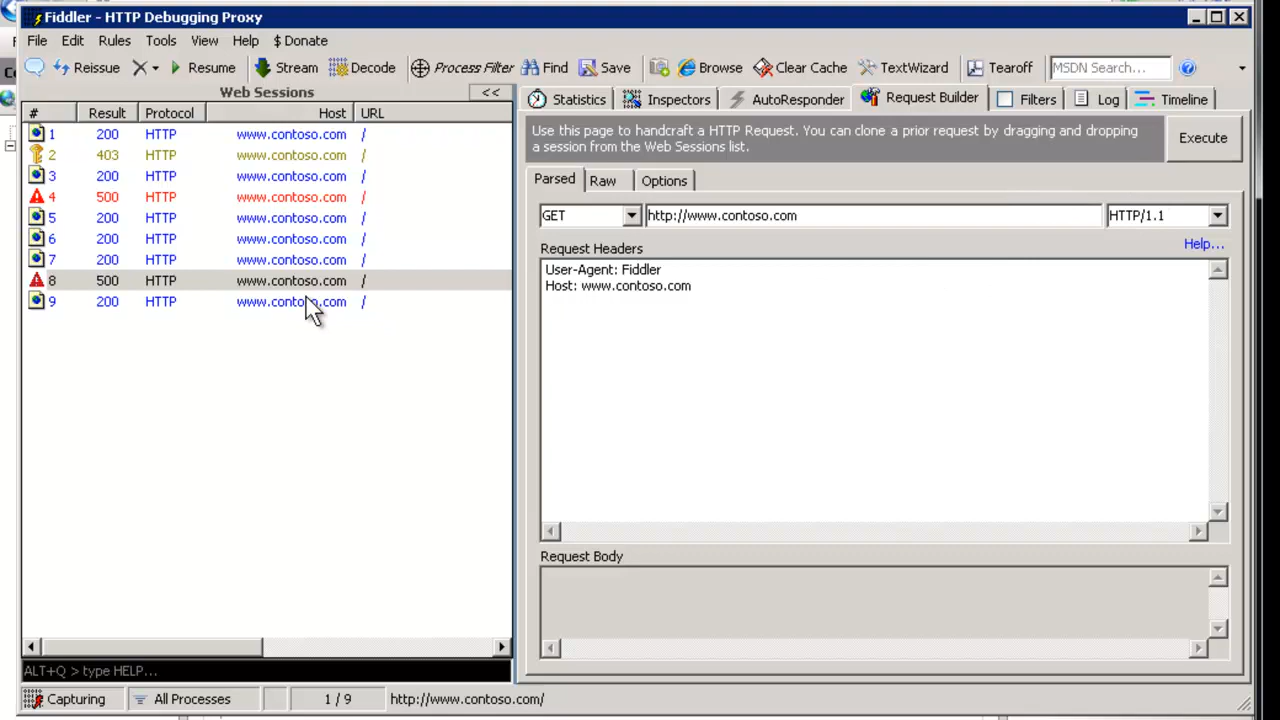 Fiddler - HTTP Debugging Proxy
File Edit Rules Tools View Help $ Donate
Reissue Resume Stream Decode Process Filter Find Save Browse Clear Cache TextWizard Tearoff MSDN Search...
Web Sessions <<
Statistics Inspectors AutoResponder Request Builder Filters Log Timeline
# Result Protocol Host URL
1 200 HTTP www.contoso.com /
2 403 HTTP www.contoso.com /
3 200 HTTP www.contoso.com /
4 500 HTTP www.contoso.com /
5 200 HTTP www.contoso.com /
6 200 HTTP www.contoso.com /
7 200 HTTP www.contoso.com /
8 500 HTTP www.contoso.com /
9 200 HTTP www.contoso.com /
Use this page to handcraft a HTTP Request. You can clone a prior request by dragging and dropping
a session from the Web Sessions list.
Execute
Parsed Raw Options
GET http://www.contoso.com HTTP/1.1
Help...
Request Headers
User-Agent: Fiddler
Host: www.contoso.com
Request Body
ALT+Q > type HELP...
Capturing All Processes 1 / 9 http://www.contoso.com/